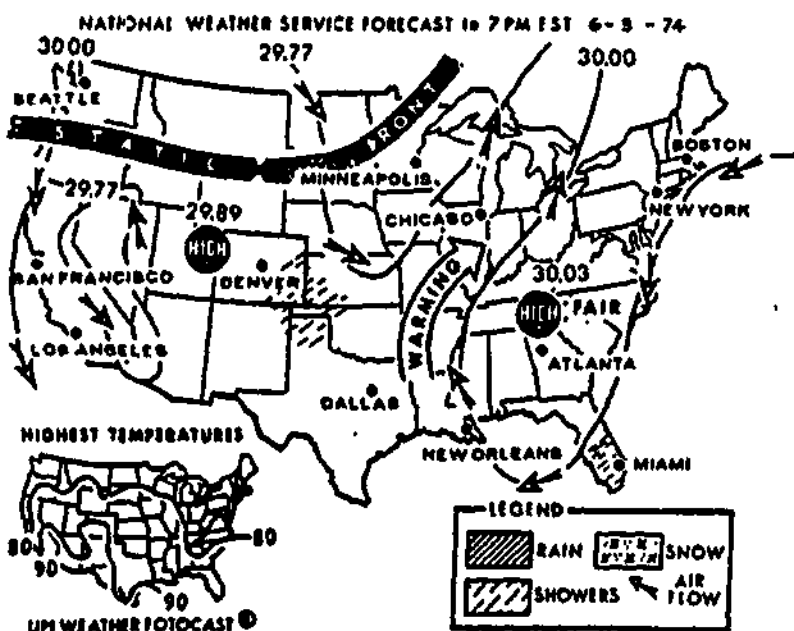 NATIONAL WEATHER SERVICE FORECAST to 7 PM EST 6-8-74
30.00
29.77
30.00
SEATTLE
STATIC FRONT
BOSTON
MINNEAPOLIS
29.77
29.89
CHICAGO
NEW YORK
HIGH
SAN FRANCISCO
DENVER
WARMING
30.03
HIGH
FAIR
LOS ANGELES
ATLANTA
DALLAS
NEW ORLEANS
MIAMI
HIGHEST TEMPERATURES
80
80
90
90
UPI WEATHER FOTOCAST ©
LEGEND
RAIN
SNOW
SHOWERS
AIR FLOW